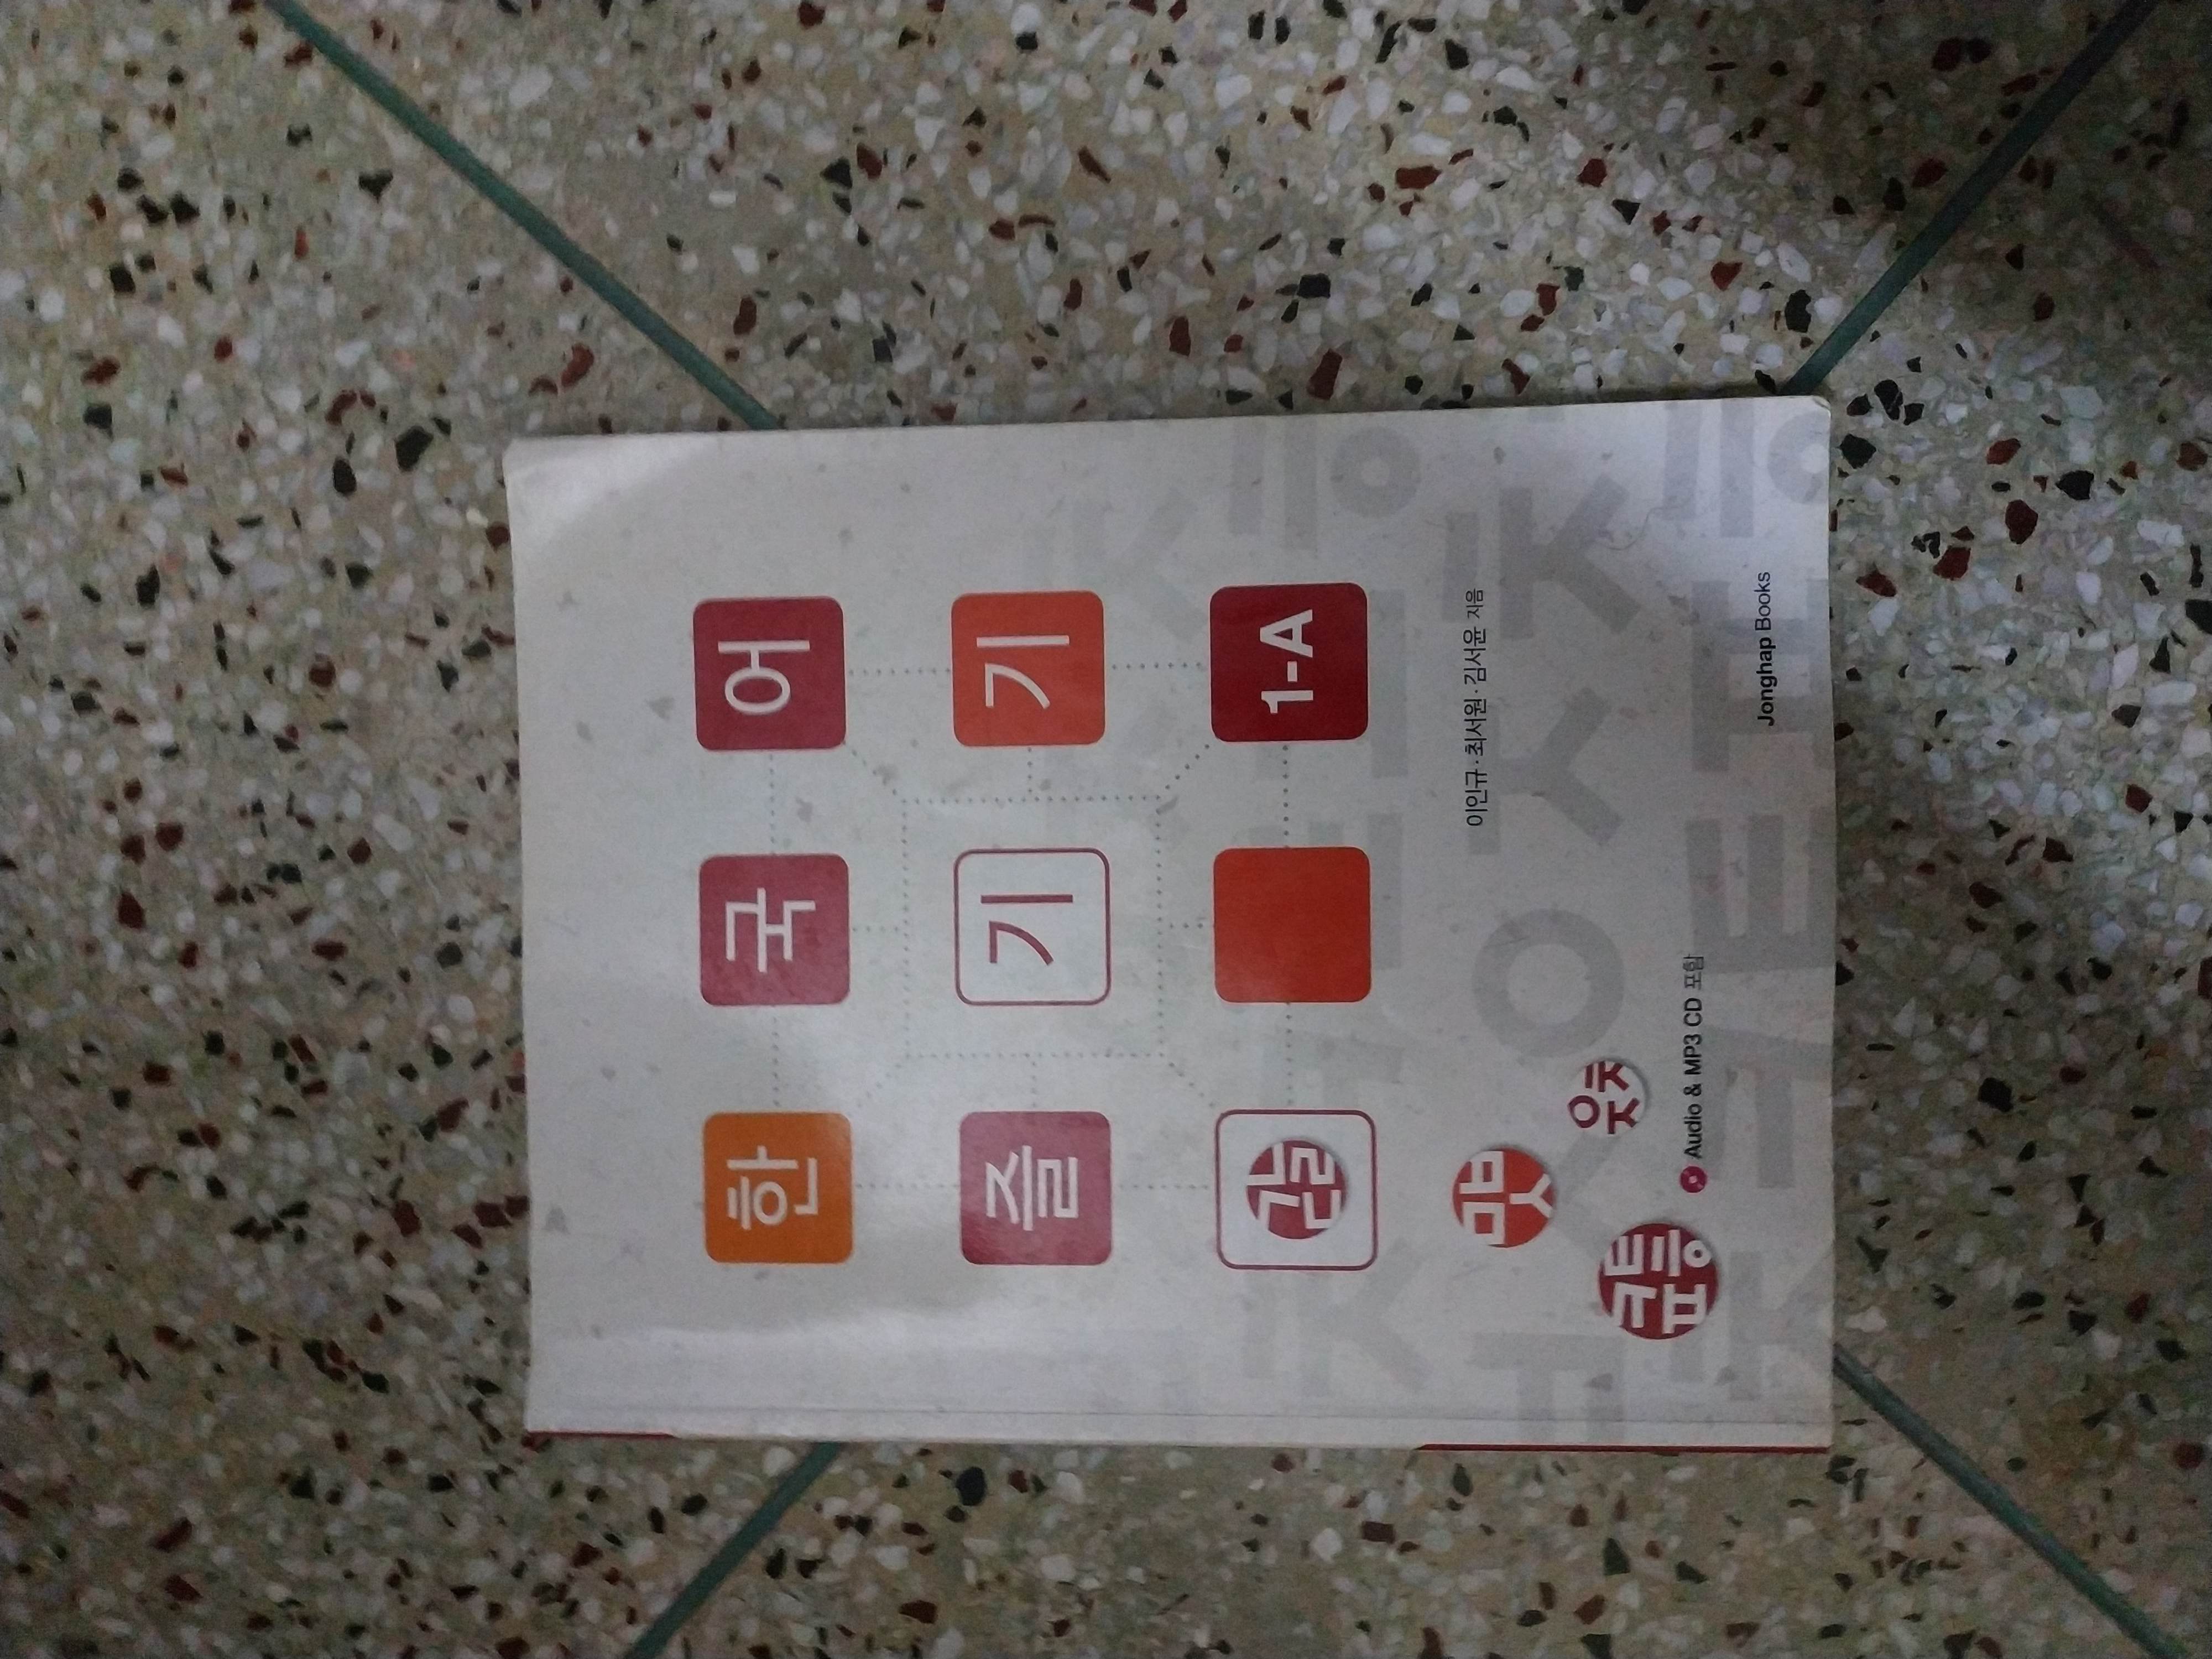 한 국 어
즐 기 기
1-A
이인규·최서원·김서윤 지음
Audio & MP3 CD 포함
Jonghap Books